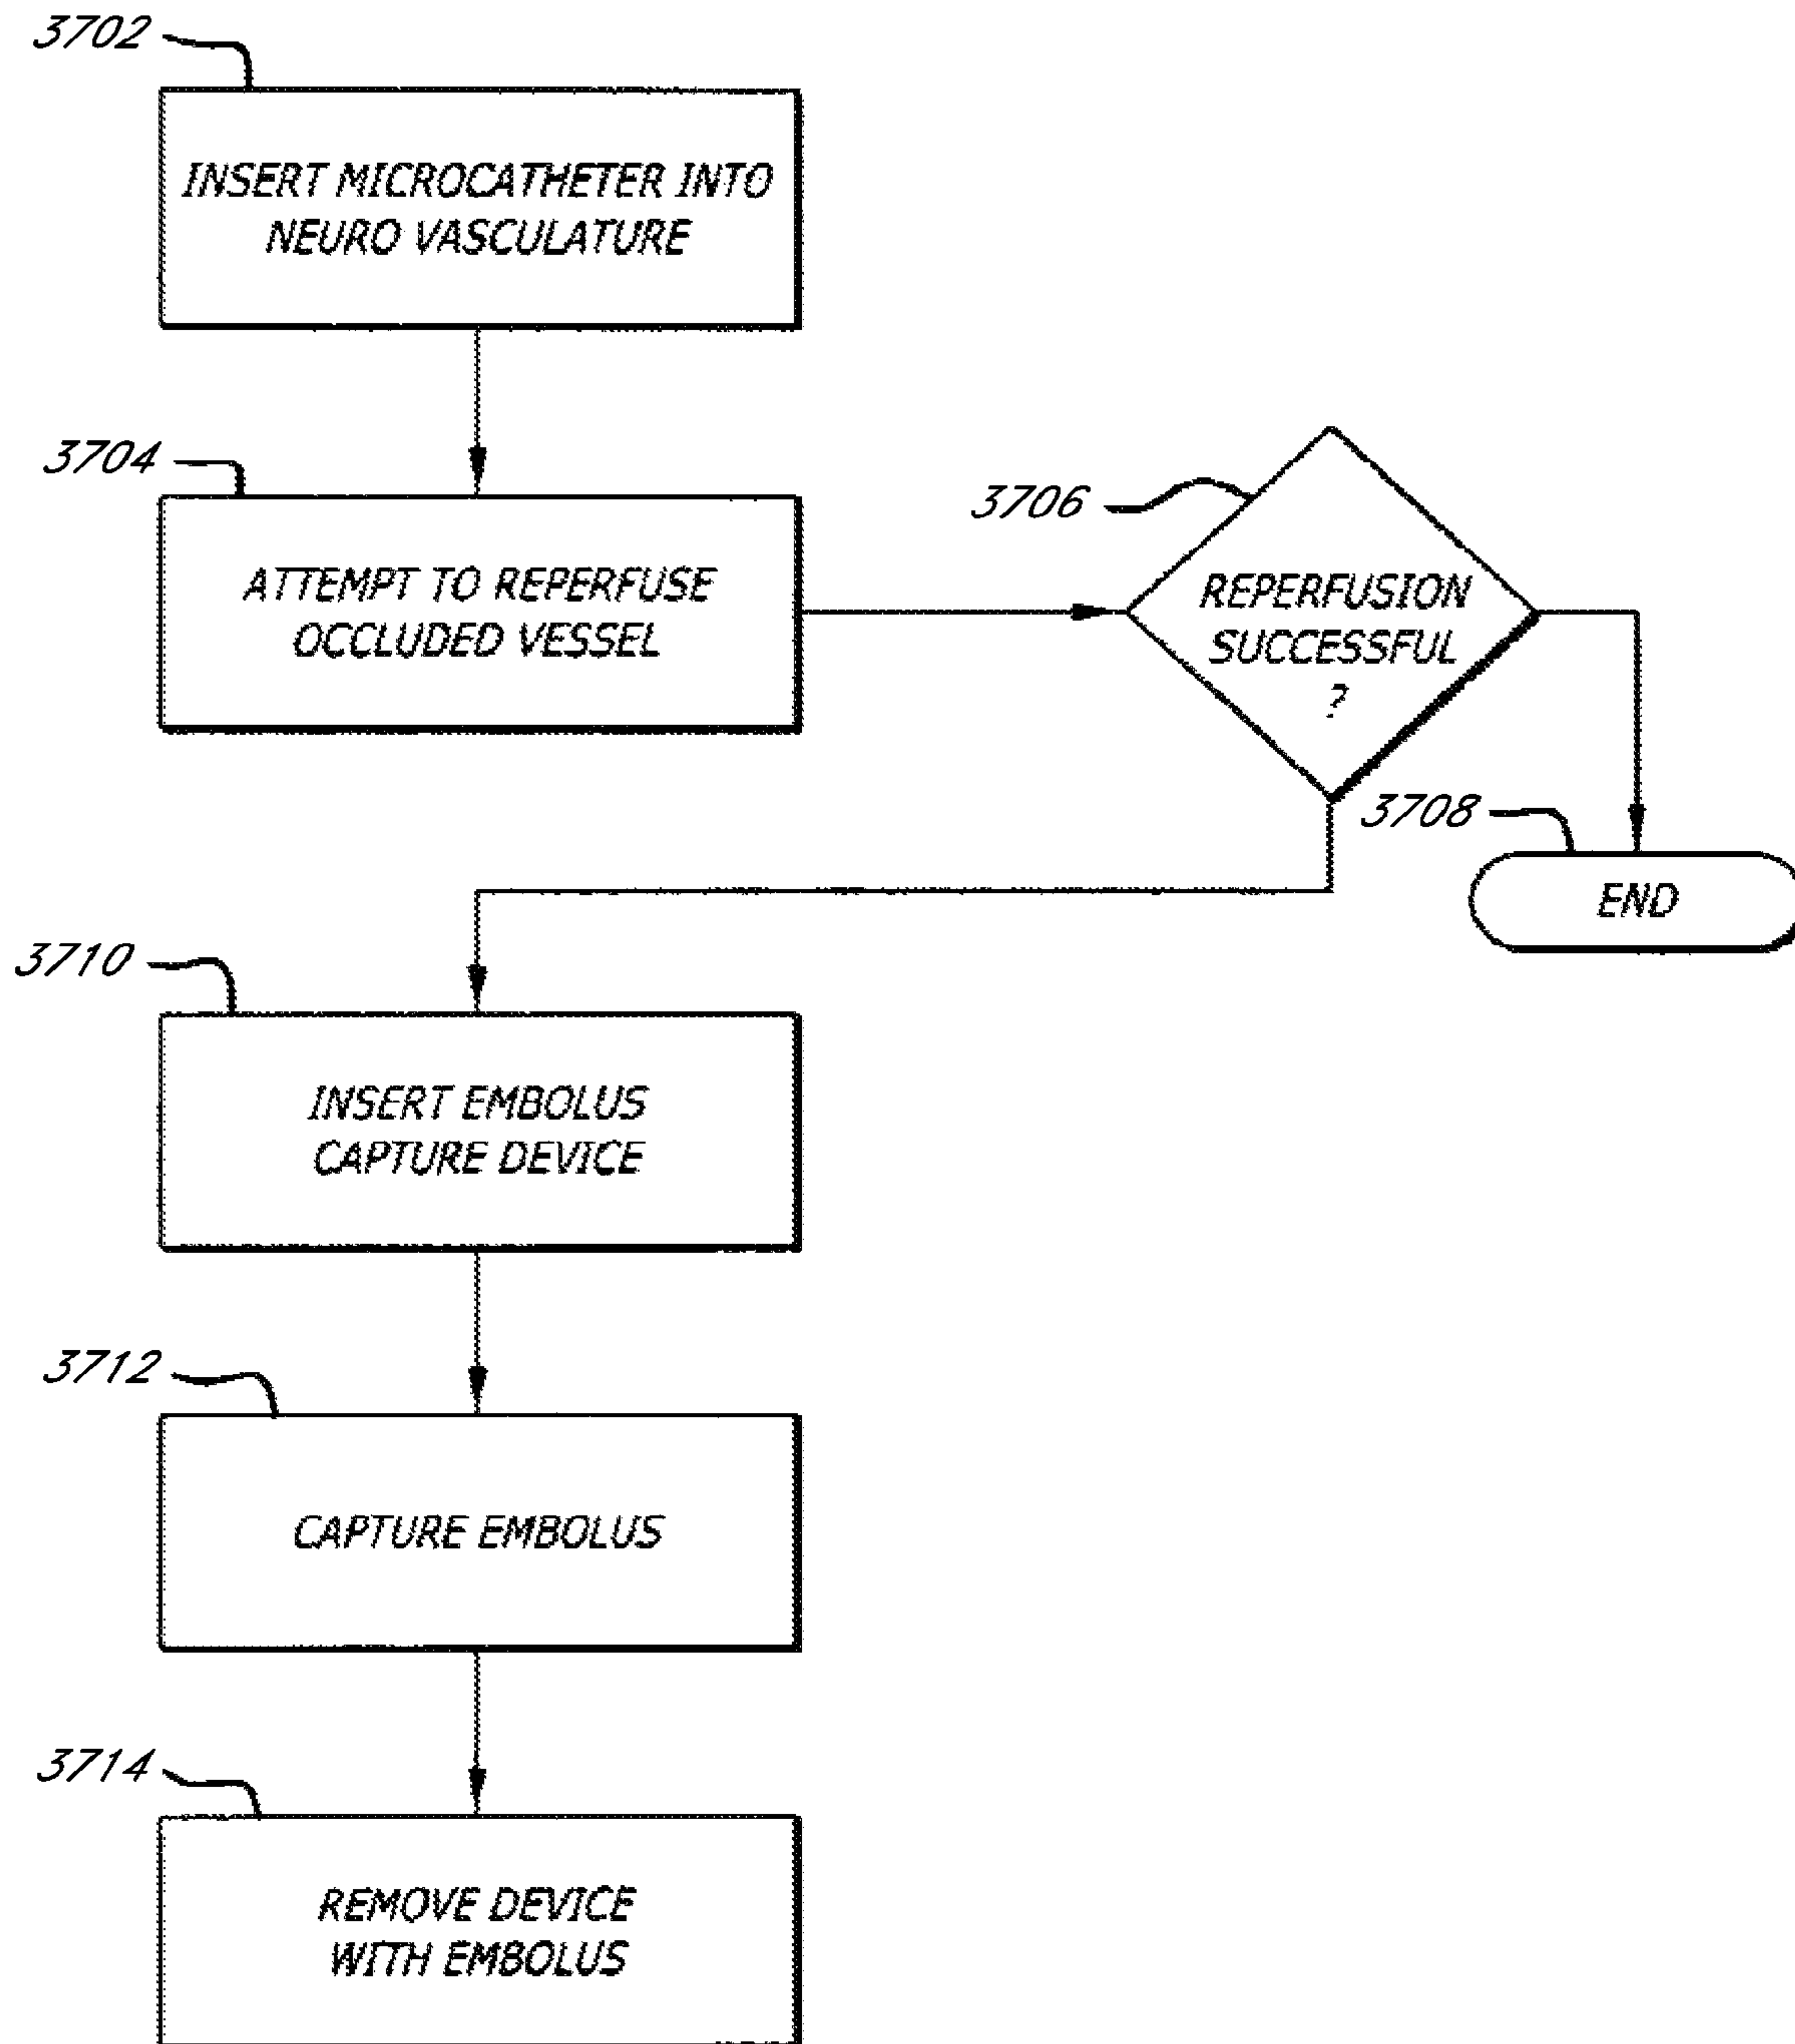 3702
INSERT MICROCATHETER INTO
NEURO VASCULATURE
3704
ATTEMPT TO REPERFUSE
OCCLUDED VESSEL
3706
REPERFUSION
SUCCESSFUL
?
3708
END
3710
INSERT EMBOLUS
CAPTURE DEVICE
3712
CAPTURE EMBOLUS
3714
REMOVE DEVICE
WITH EMBOLUS